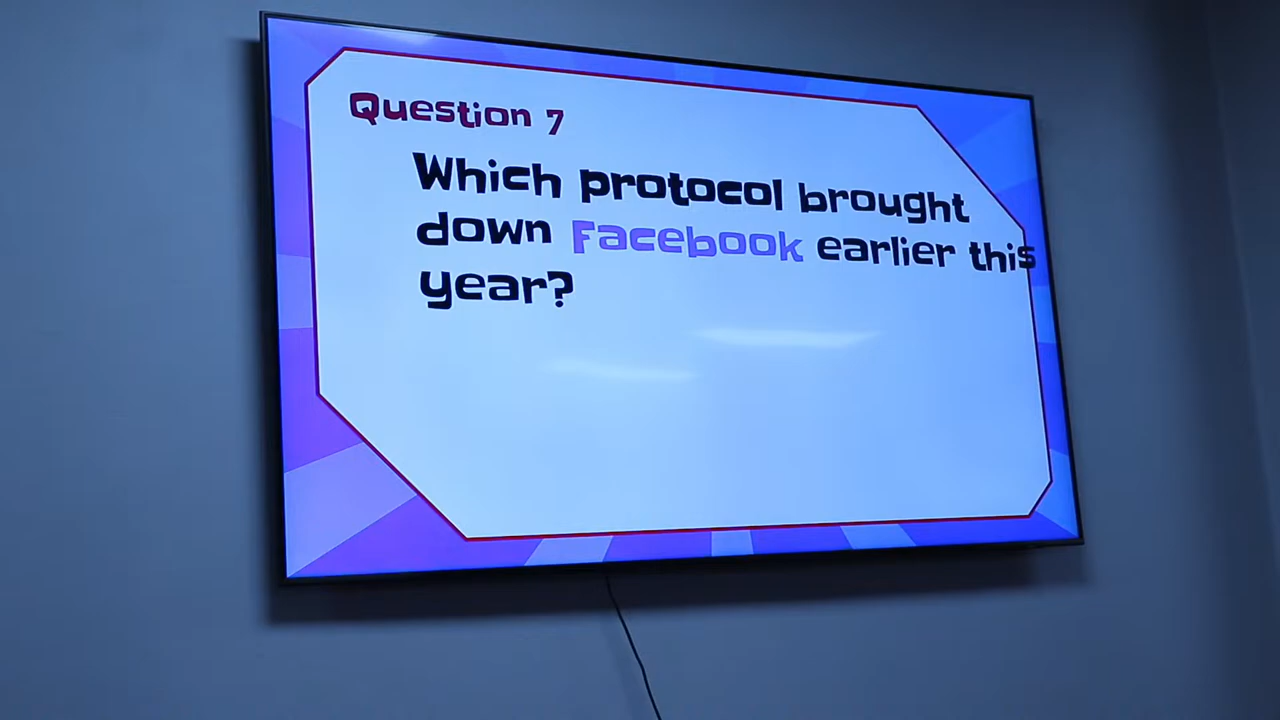 Question 7
Which protocol brought
down Facebook earlier this
year?